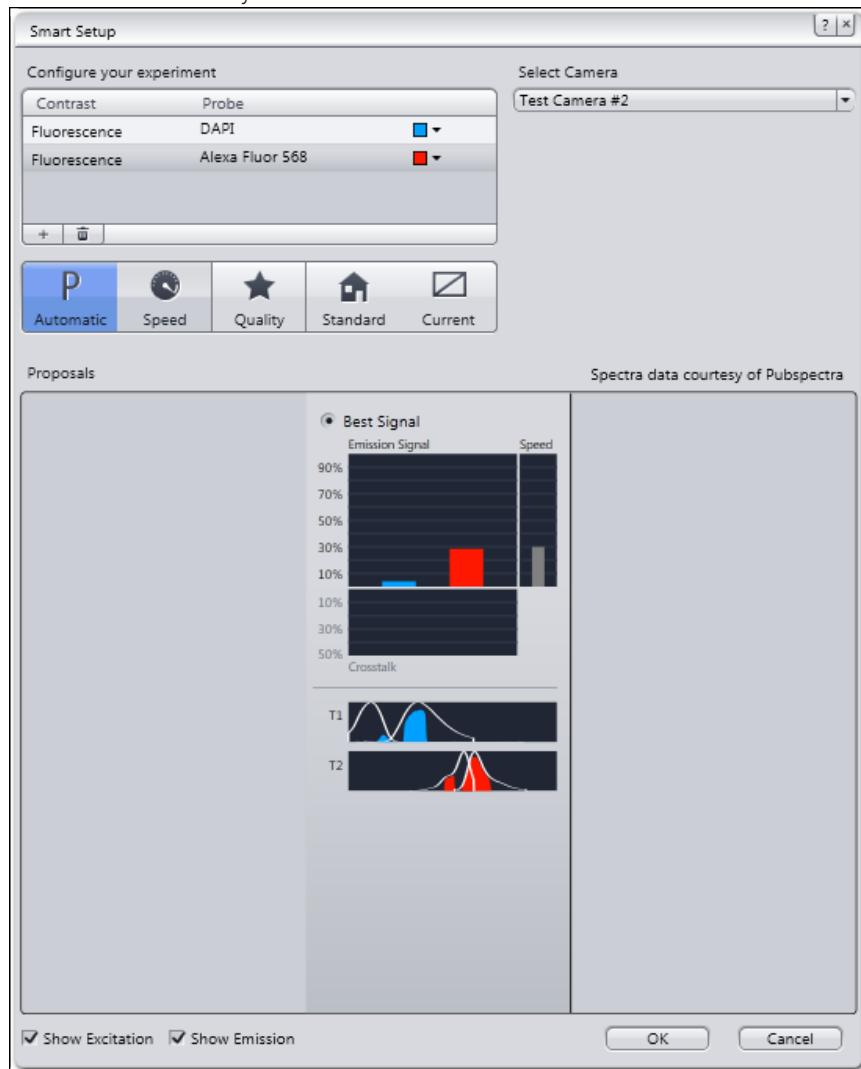 Smart Setup
? ×
Configure your experiment
Select Camera
Contrast Probe
Test Camera #2
Fluorescence DAPI
Fluorescence Alexa Fluor 568
+
P
Automatic Speed Quality Standard Current
Proposals
Spectra data courtesy of Pubspectra
Best Signal
Emission Signal Speed
90%
70%
50%
30%
10%
10%
30%
50%
Crosstalk
T1
T2
Show Excitation Show Emission
OK Cancel